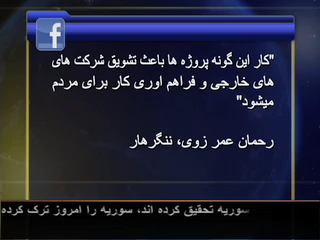 "کار این گونه پروژه ها باعث تشویق شرکت های
های خارجی و فراهم اوری کار برای مردم
میشود"
رحمان عمر زوی، ننگرهار
سوریه تحقیق کرده اند، سوریه را امروز ترک کرده